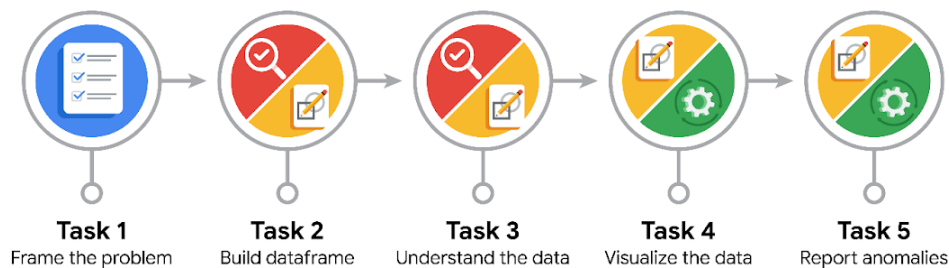 Task 1
Frame the problem
Task 2
Build dataframe
Task 3
Understand the data
Task 4
Visualize the data
Task 5
Report anomalies